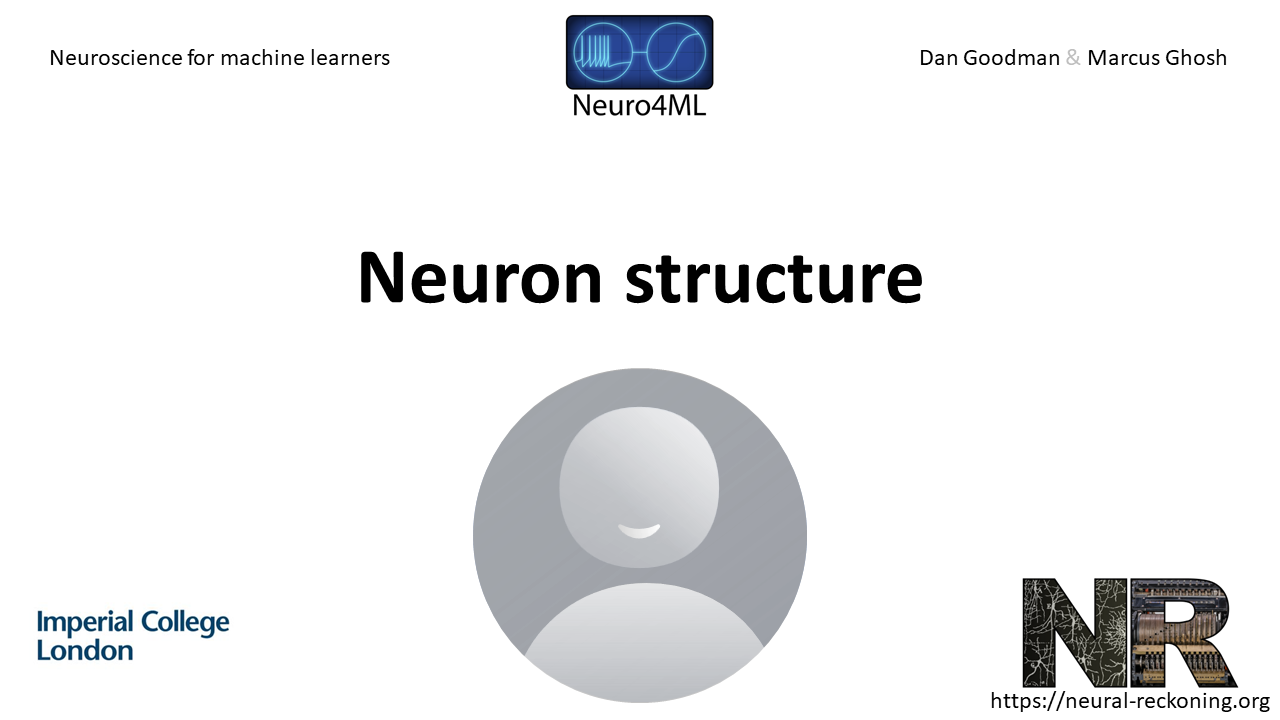 Neuroscience for machine learners
Neuro4ML
Dan Goodman & Marcus Ghosh
Neuron structure
Imperial College
London
NR
https://neural-reckoning.org